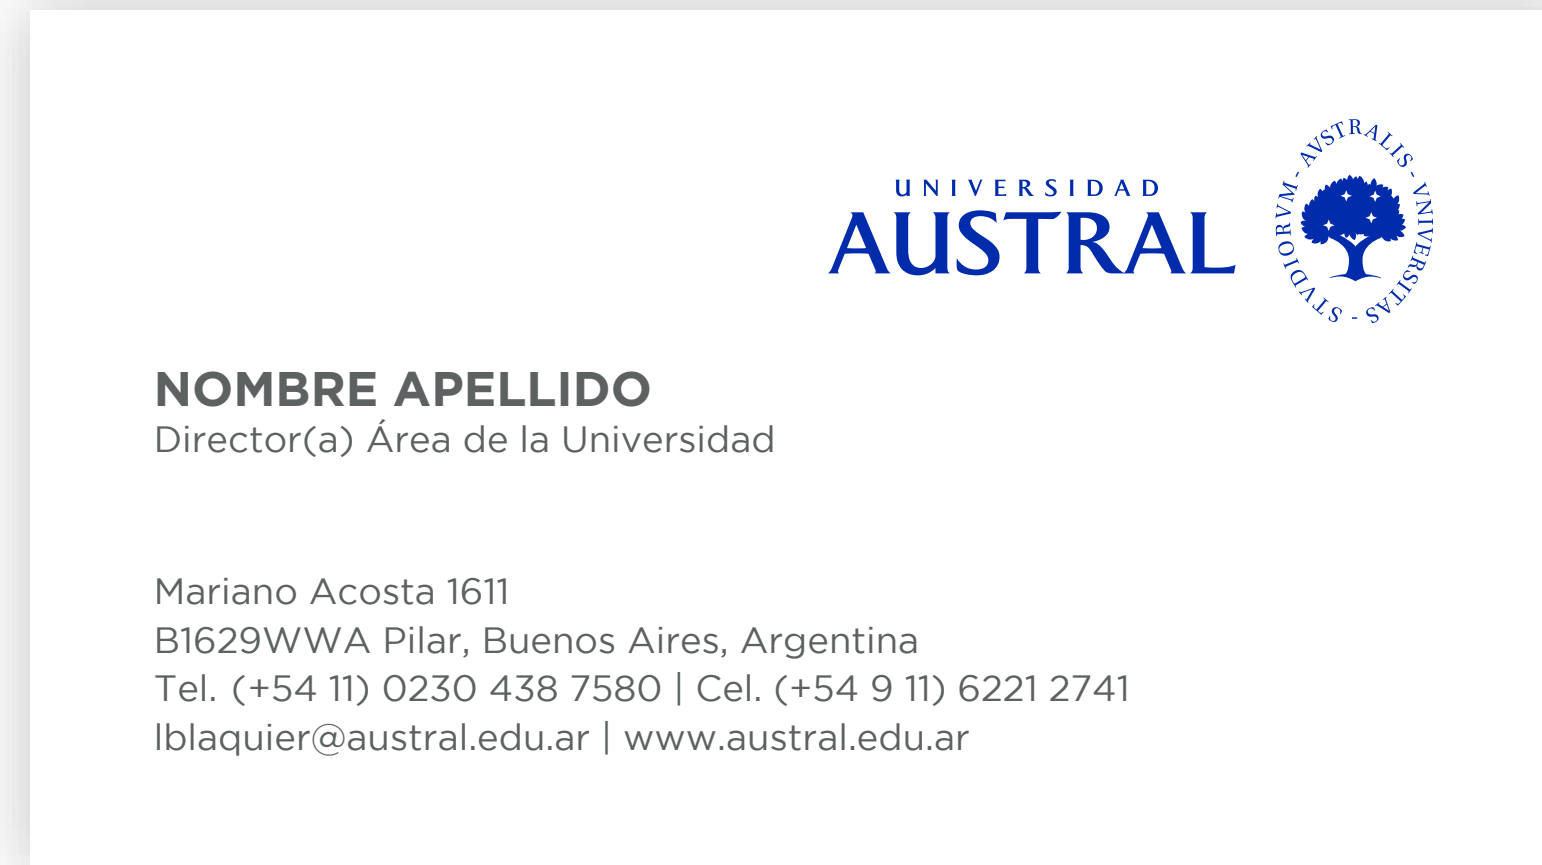 UNIVERSIDAD
AUSTRAL
STVDIORVM - AVSTRALIS - VNIVERSITAS -
NOMBRE APELLIDO
Director(a) Área de la Universidad
Mariano Acosta 1611
B1629WWA Pilar, Buenos Aires, Argentina
Tel. (+54 11) 0230 438 7580 | Cel. (+54 9 11) 6221 2741
lblaquier@austral.edu.ar | www.austral.edu.ar